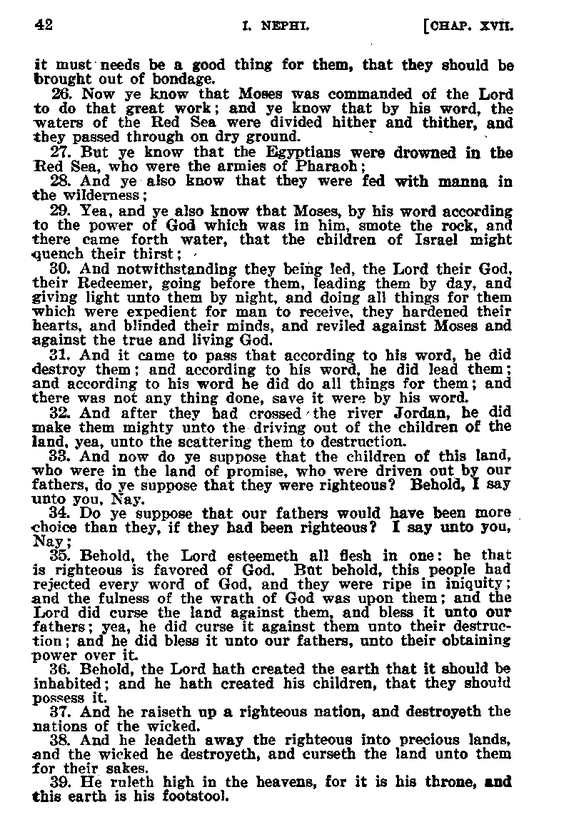 42 I. NEPHI. [CHAP. XVII.
it must needs be a good thing for them, that they should be
brought out of bondage.
26. Now ye know that Moses was commanded of the Lord
to do that great work; and ye know that by his word, the
waters of the Red Sea were divided hither and thither, and
they passed through on dry ground.
27. But ye know that the Egyptians were drowned in the
Red Sea, who were the armies of Pharaoh;
28. And ye also know that they were fed with manna in
the wilderness;
29. Yea, and ye also know that Moses, by his word according
to the power of God which was in him, smote the rock, and
there came forth water, that the children of Israel might
quench their thirst;
30. And notwithstanding they being led, the Lord their God,
their Redeemer, going before them, leading them by day, and
giving light unto them by night, and doing all things for them
which were expedient for man to receive, they hardened their
hearts, and blinded their minds, and reviled against Moses and
against the true and living God.
31. And it came to pass that according to his word, he did
destroy them; and according to his word, he did lead them;
and according to his word he did do all things for them; and
there was not any thing done, save it were by his word.
32. And after they had crossed the river Jordan, he did
make them mighty unto the driving out of the children of the
land, yea, unto the scattering them to destruction.
33. And now do ye suppose that the children of this land,
who were in the land of promise, who were driven out by our
fathers, do ye suppose that they were righteous? Behold, I say
unto you, Nay.
34. Do ye suppose that our fathers would have been more
choice than they, if they had been righteous? I say unto you,
Nay;
35. Behold, the Lord esteemeth all flesh in one: he that
is righteous is favored of God. But behold, this people had
rejected every word of God, and they were ripe in iniquity;
and the fulness of the wrath of God was upon them; and the
Lord did curse the land against them, and bless it unto our
fathers; yea, he did curse it against them unto their destruc-
tion; and he did bless it unto our fathers, unto their obtaining
power over it.
36. Behold, the Lord hath created the earth that it should be
inhabited; and he hath created his children, that they should
possess it.
37. And he raiseth up a righteous nation, and destroyeth the
nations of the wicked.
38. And he leadeth away the righteous into precious lands,
and the wicked he destroyeth, and curseth the land unto them
for their sakes.
39. He ruleth high in the heavens, for it is his throne, and
this earth is his footstool.